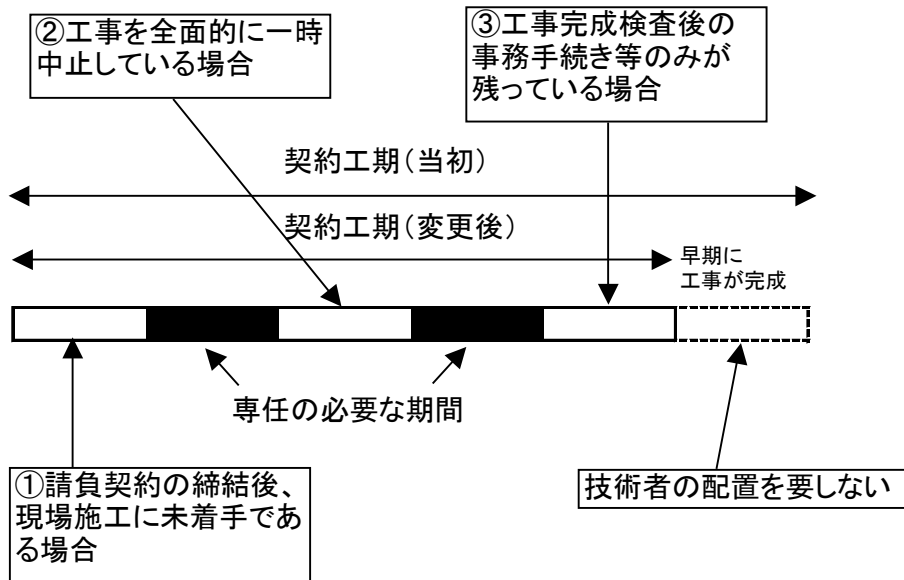 ②工事を全面的に一時
中止している場合
③工事完成検査後の
事務手続き等のみが
残っている場合
契約工期(当初)
契約工期(変更後)
早期に
工事が完成
専任の必要な期間
①請負契約の締結後、
現場施工に未着手であ
る場合
技術者の配置を要しない